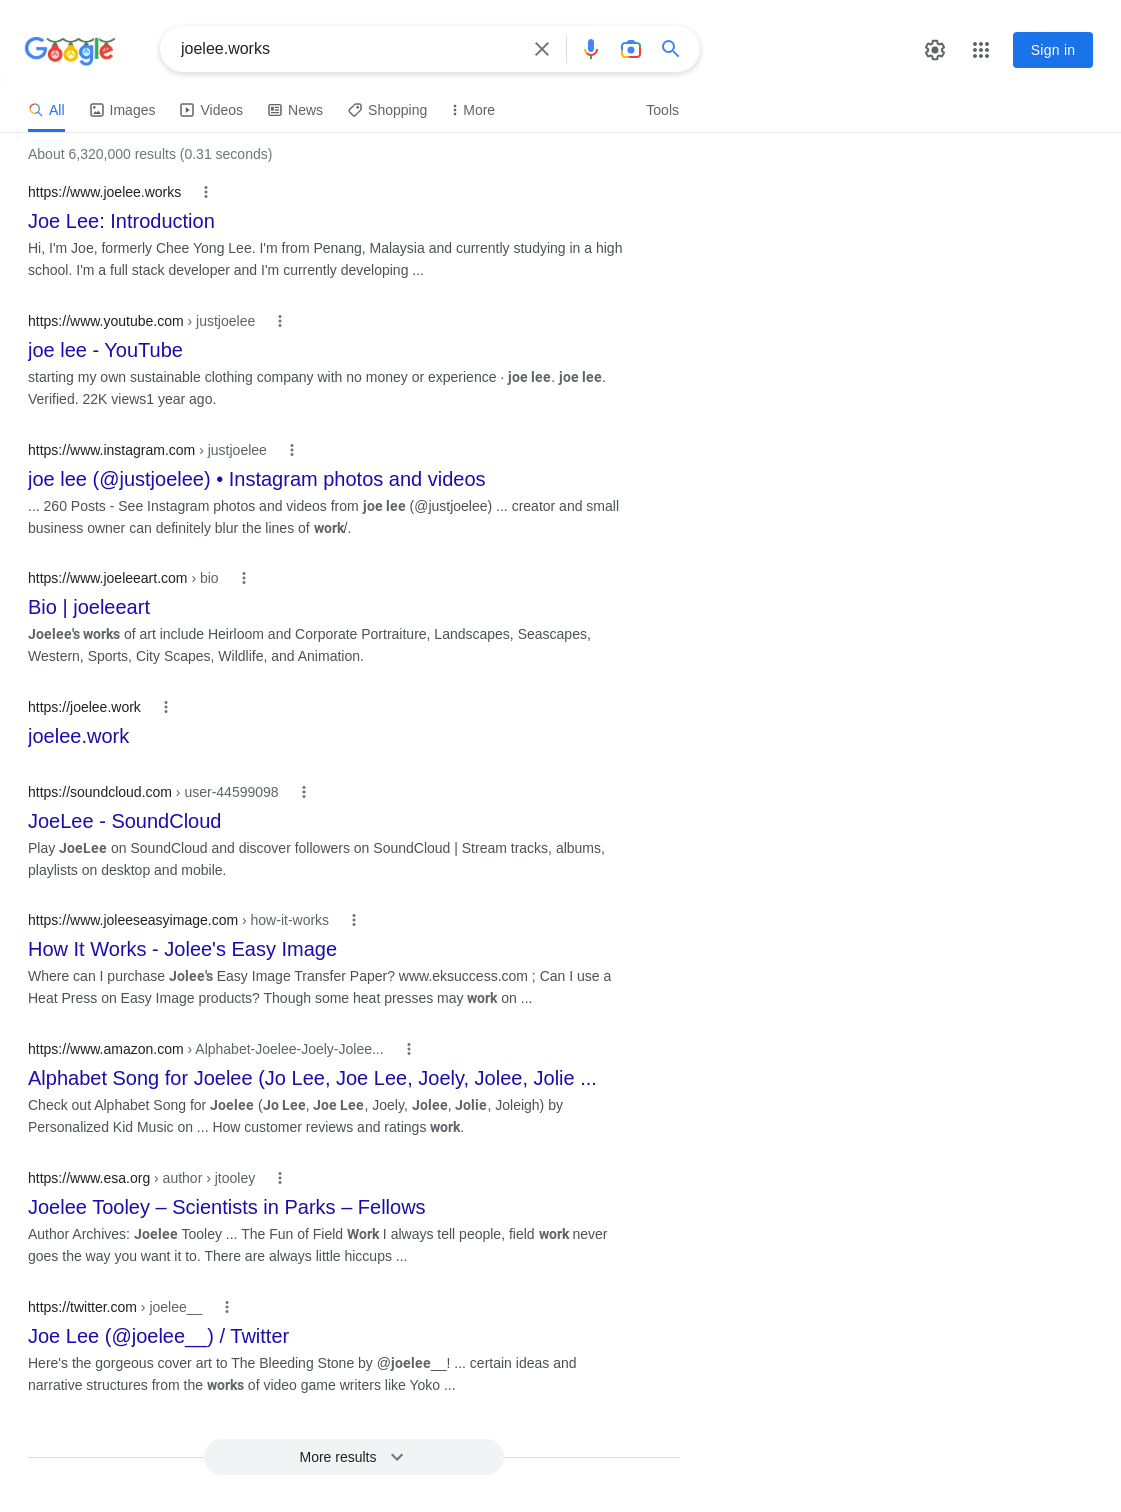 Google
joelee.works
Sign in
All Images Videos News Shopping More Tools
About 6,320,000 results (0.31 seconds)
https://www.joelee.works
Joe Lee: Introduction
Hi, I'm Joe, formerly Chee Yong Lee. I'm from Penang, Malaysia and currently studying in a high
school. I'm a full stack developer and I'm currently developing ...
https://www.youtube.com › justjoelee
joe lee - YouTube
starting my own sustainable clothing company with no money or experience · joe lee. joe lee.
Verified. 22K views1 year ago.
https://www.instagram.com › justjoelee
joe lee (@justjoelee) • Instagram photos and videos
... 260 Posts - See Instagram photos and videos from joe lee (@justjoelee) ... creator and small
business owner can definitely blur the lines of work/.
https://www.joeleeart.com › bio
Bio | joeleeart
Joelee's works of art include Heirloom and Corporate Portraiture, Landscapes, Seascapes,
Western, Sports, City Scapes, Wildlife, and Animation.
https://joelee.work
joelee.work
https://soundcloud.com › user-44599098
JoeLee - SoundCloud
Play JoeLee on SoundCloud and discover followers on SoundCloud | Stream tracks, albums,
playlists on desktop and mobile.
https://www.joleeseasyimage.com › how-it-works
How It Works - Jolee's Easy Image
Where can I purchase Jolee's Easy Image Transfer Paper? www.eksuccess.com ; Can I use a
Heat Press on Easy Image products? Though some heat presses may work on ...
https://www.amazon.com › Alphabet-Joelee-Joely-Jolee...
Alphabet Song for Joelee (Jo Lee, Joe Lee, Joely, Jolee, Jolie ...
Check out Alphabet Song for Joelee (Jo Lee, Joe Lee, Joely, Jolee, Jolie, Joleigh) by
Personalized Kid Music on ... How customer reviews and ratings work.
https://www.esa.org › author › jtooley
Joelee Tooley – Scientists in Parks – Fellows
Author Archives: Joelee Tooley ... The Fun of Field Work I always tell people, field work never
goes the way you want it to. There are always little hiccups ...
https://twitter.com › joelee__
Joe Lee (@joelee__) / Twitter
Here's the gorgeous cover art to The Bleeding Stone by @joelee__! ... certain ideas and
narrative structures from the works of video game writers like Yoko ...
More results